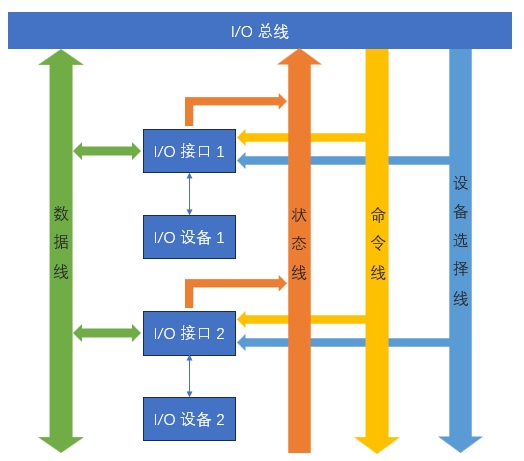 I/O 总线
I/O 接口 1
I/O 设备 1
数据线
状态线
命令线
设备选择线
I/O 接口 2
I/O 设备 2